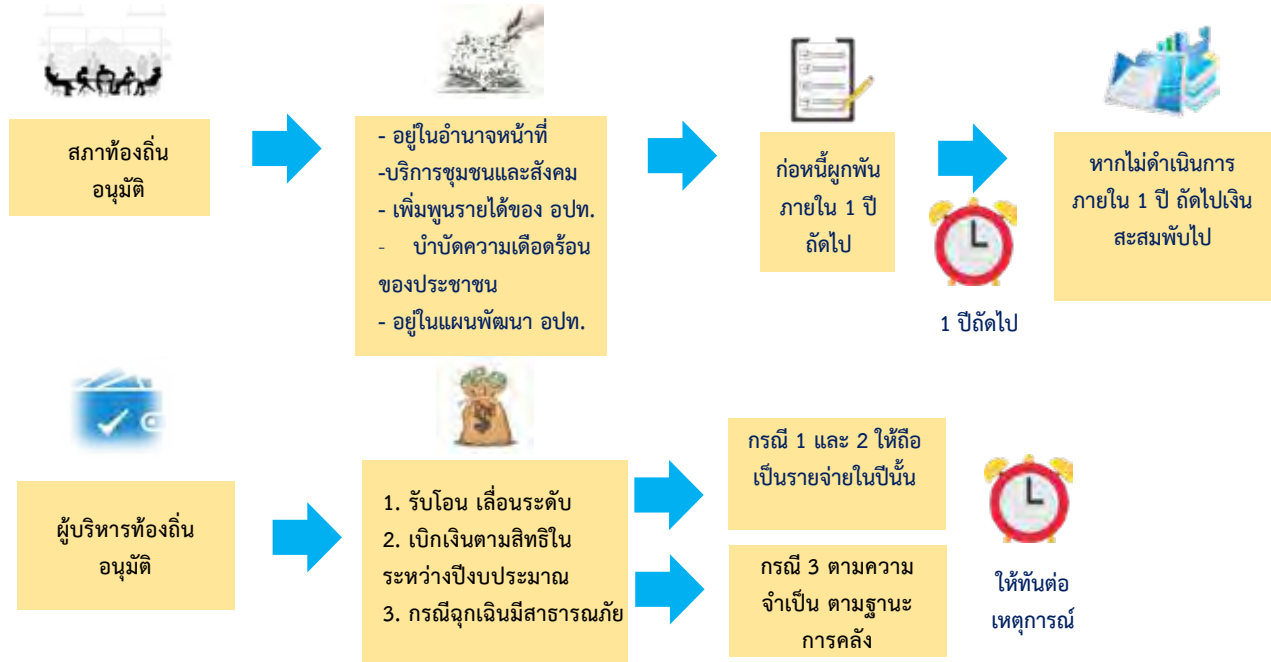 สภาท้องถิ่น
อนุมัติ
- อยู่ในอำนาจหน้าที่
-บริการชุมชนและสังคม
- เพิ่มพูนรายได้ของ อปท.
- บำบัดความเดือดร้อน
ของประชาชน
- อยู่ในแผนพัฒนา อปท.
ก่อหนี้ผูกพัน
ภายใน 1 ปี
ถัดไป
1 ปีถัดไป
หากไม่ดำเนินการ
ภายใน 1 ปี ถัดไปเงิน
สะสมพับไป
ผู้บริหารท้องถิ่น
อนุมัติ
1. รับโอน เลื่อนระดับ
2. เบิกเงินตามสิทธิใน
ระหว่างปีงบประมาณ
3. กรณีฉุกเฉินมีสาธารณภัย
กรณี 1 และ 2 ให้ถือ
เป็นรายจ่ายในปีนั้น
กรณี 3 ตามความ
จำเป็น ตามฐานะ
การคลัง
ให้ทันต่อ
เหตุการณ์